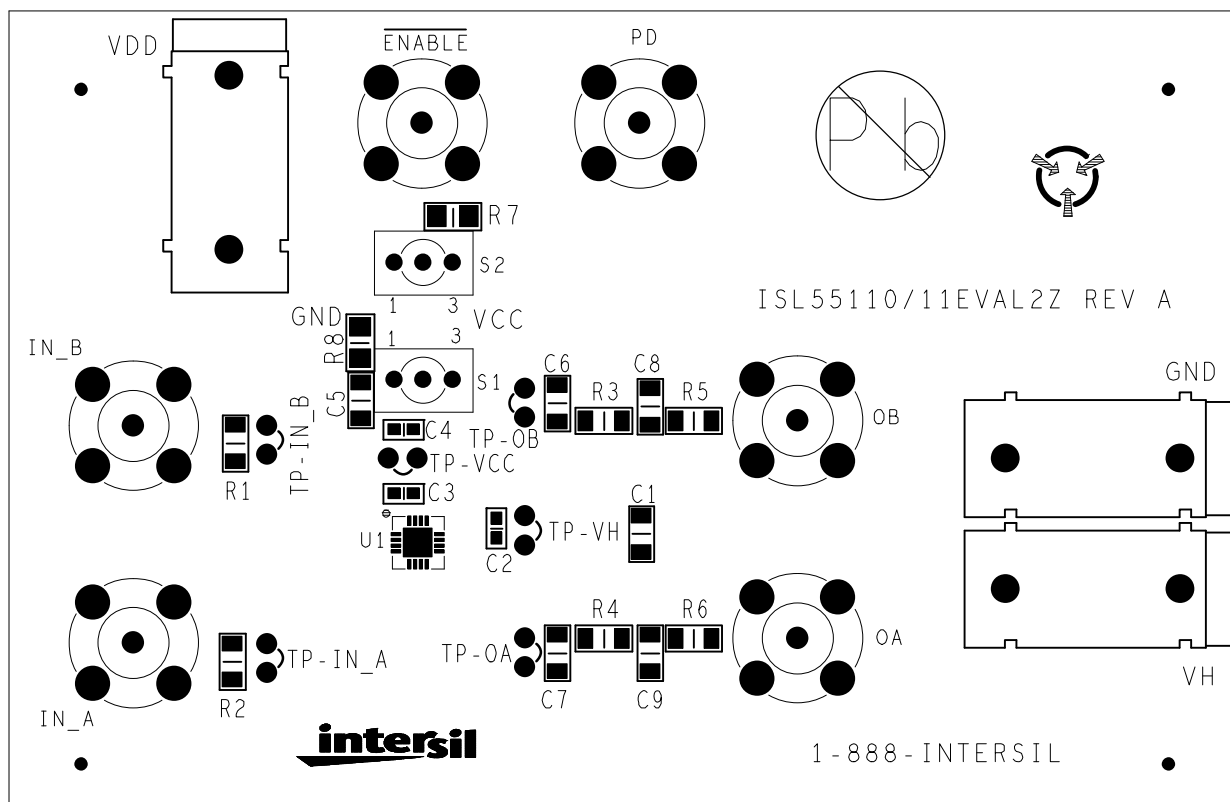 VDD
ENABLE
PD
Pb
R7
S2
1 3
GND
VCC
ISL55110/11EVAL2Z REV A
R8
1 3
IN_B
S1
C6
C8
GND
C5
R3
R5
OB
TP-IN_B
C4
TP-OB
TP-VCC
R1
C3
C1
U1
TP-VH
C2
R4
R6
TP-IN_A
TP-OA
OA
R2
C7
C9
VH
IN_A
intersil
1-888-INTERSIL